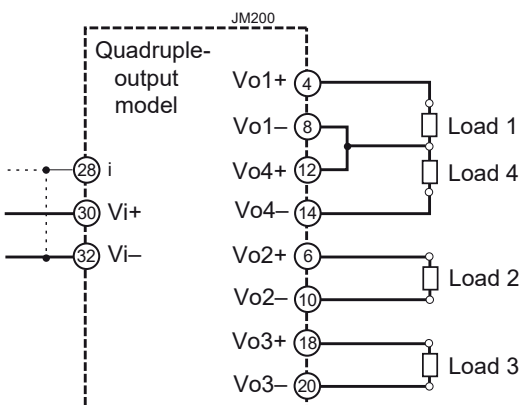 JM200
Quadruple-
output
model
Vo1+ 4
Vo1– 8
Load 1
Vo4+ 12
Load 4
28 i
Vo4– 14
30 Vi+
Vo2+ 6
32 Vi–
Load 2
Vo2– 10
Vo3+ 18
Load 3
Vo3– 20